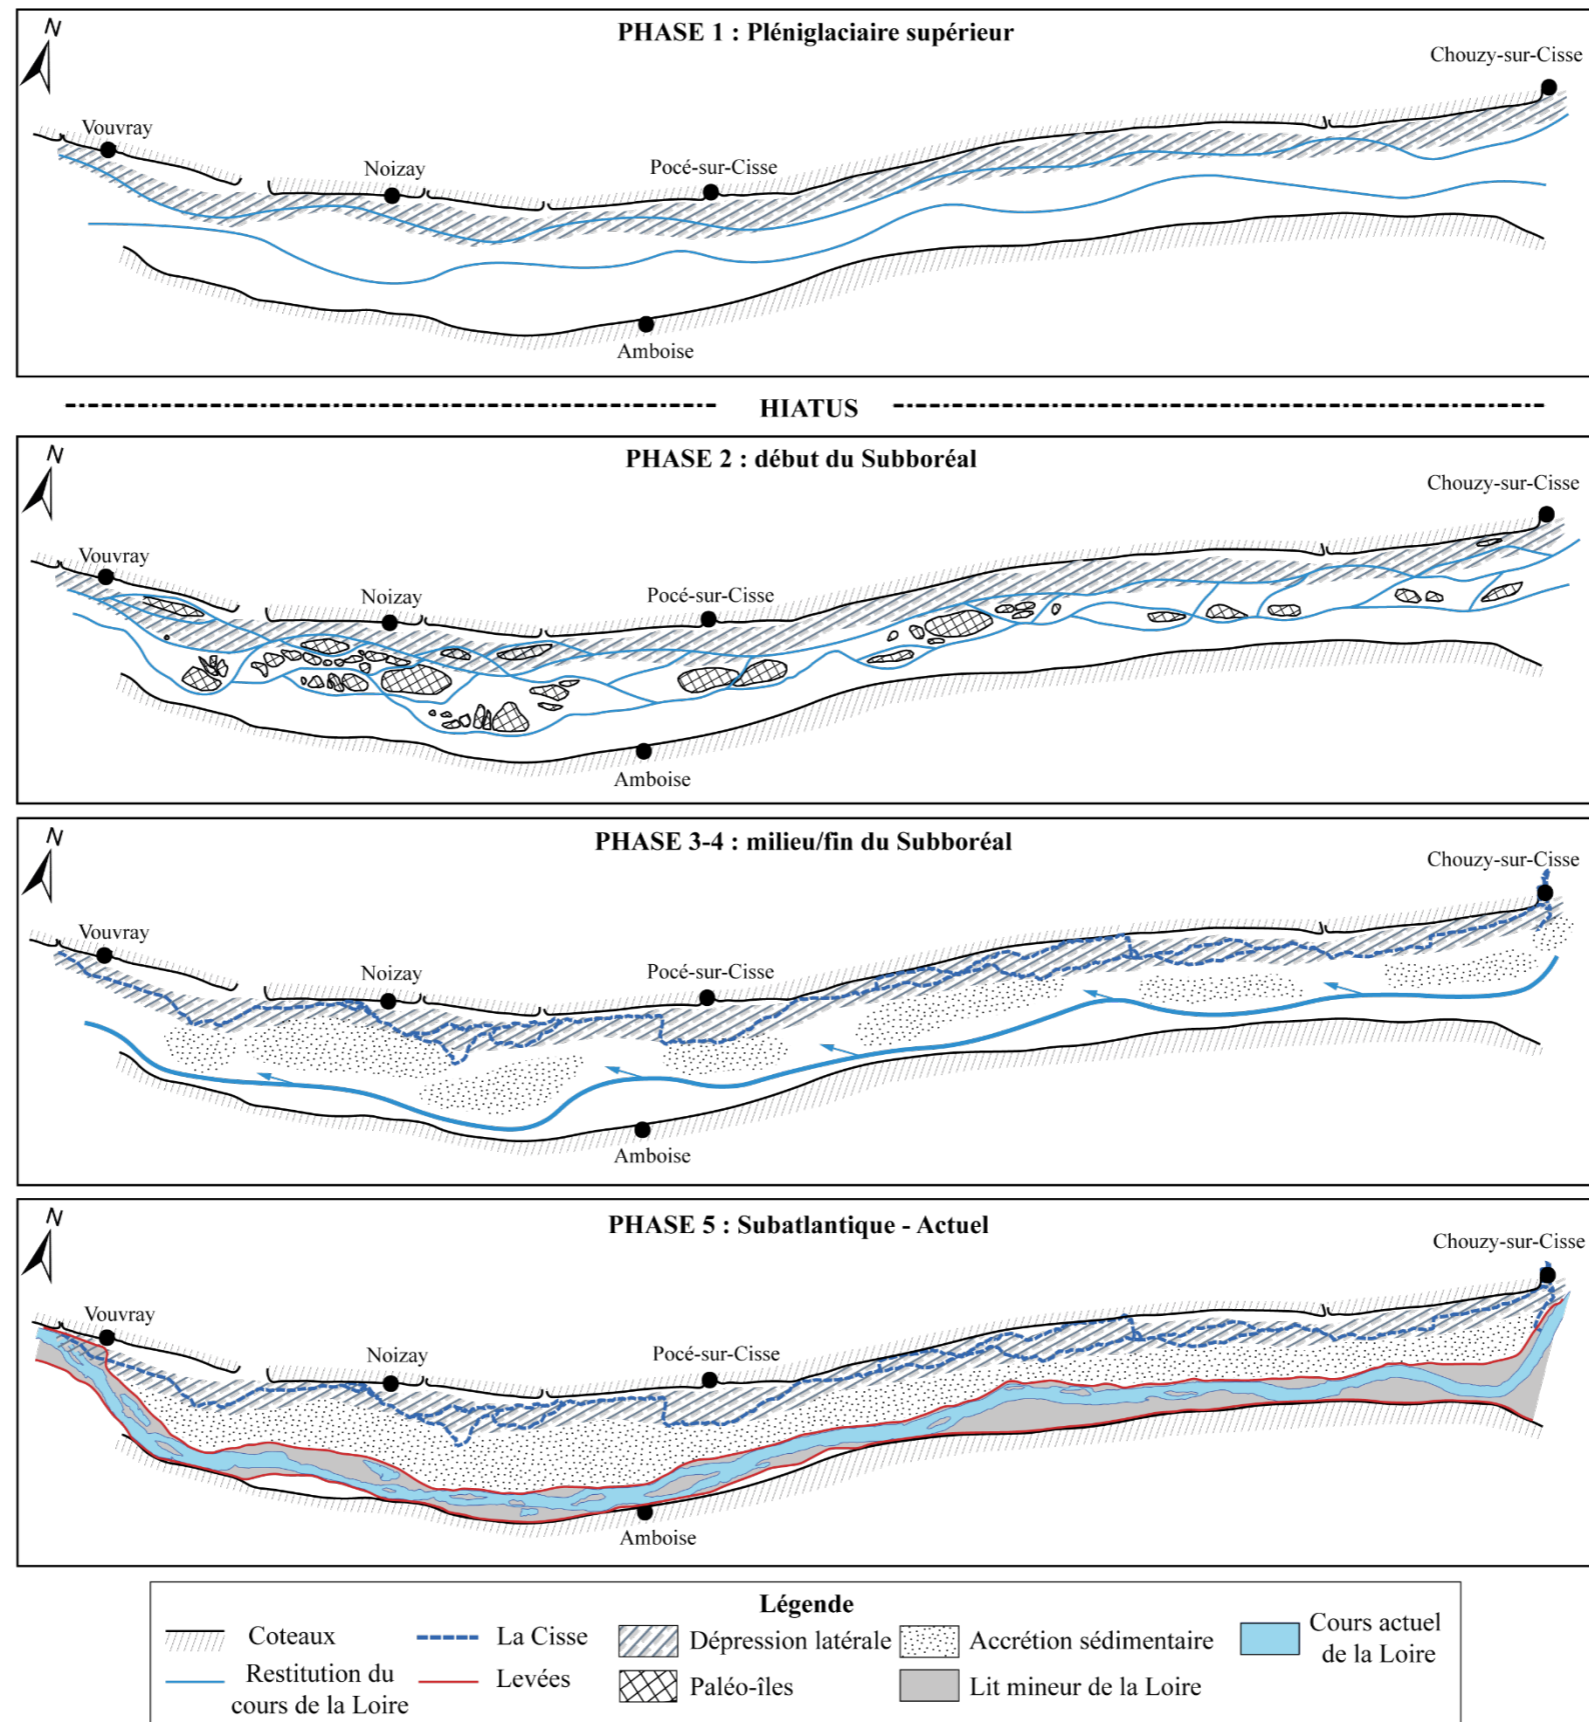 PHASE 1 : Pléniglaciaire supérieur
N
Chouzy-sur-Cisse
Vouvray
Noizay
Pocé-sur-Cisse
Amboise
HIATUS
PHASE 2 : début du Subboréal
N
Chouzy-sur-Cisse
Vouvray
Noizay
Pocé-sur-Cisse
Amboise
PHASE 3-4 : milieu/fin du Subboréal
N
Chouzy-sur-Cisse
Vouvray
Noizay
Pocé-sur-Cisse
Amboise
PHASE 5 : Subatlantique - Actuel
N
Chouzy-sur-Cisse
Vouvray
Noizay
Pocé-sur-Cisse
Amboise
Légende
Coteaux
La Cisse
Dépression latérale
Accrétion sédimentaire
Cours actuel
de la Loire
Restitution du
cours de la Loire
Levées
Paléo-îles
Lit mineur de la Loire